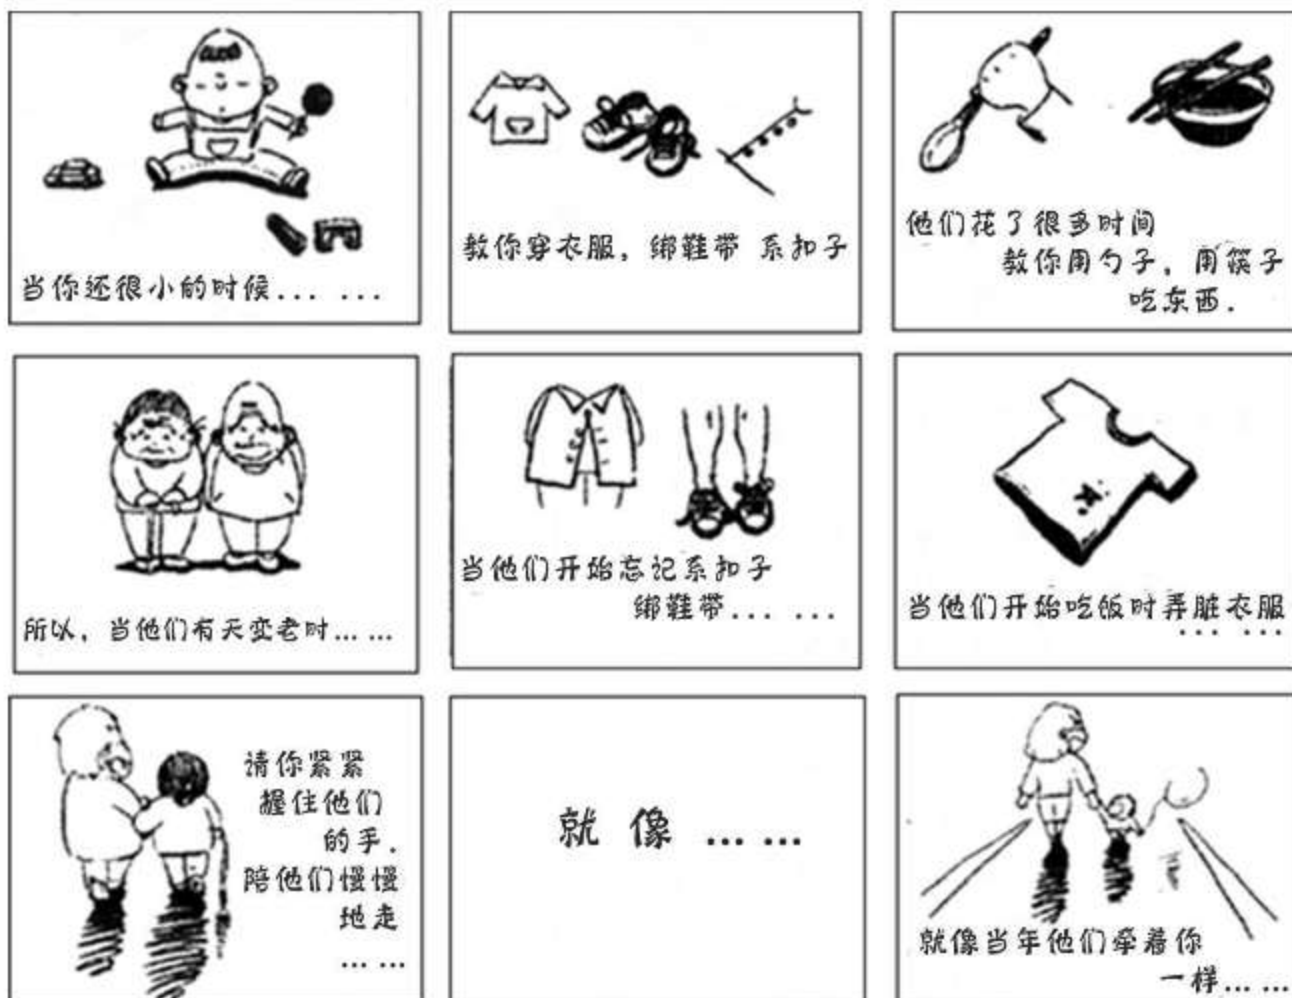 当你还很小的时候... ...
教你穿衣服，绑鞋带 系扣子
他们花了很多时间
教你用勺子，用筷子
吃东西.
所以，当他们有天变老时... ...
当他们开始忘记系扣子
绑鞋带... ...
当他们开始吃饭时弄脏衣服
... ...
请你紧紧
握住他们
的手.
陪他们慢慢
地走
... ...
就 像 ... ...
就像当年他们牵着你
一样... ...